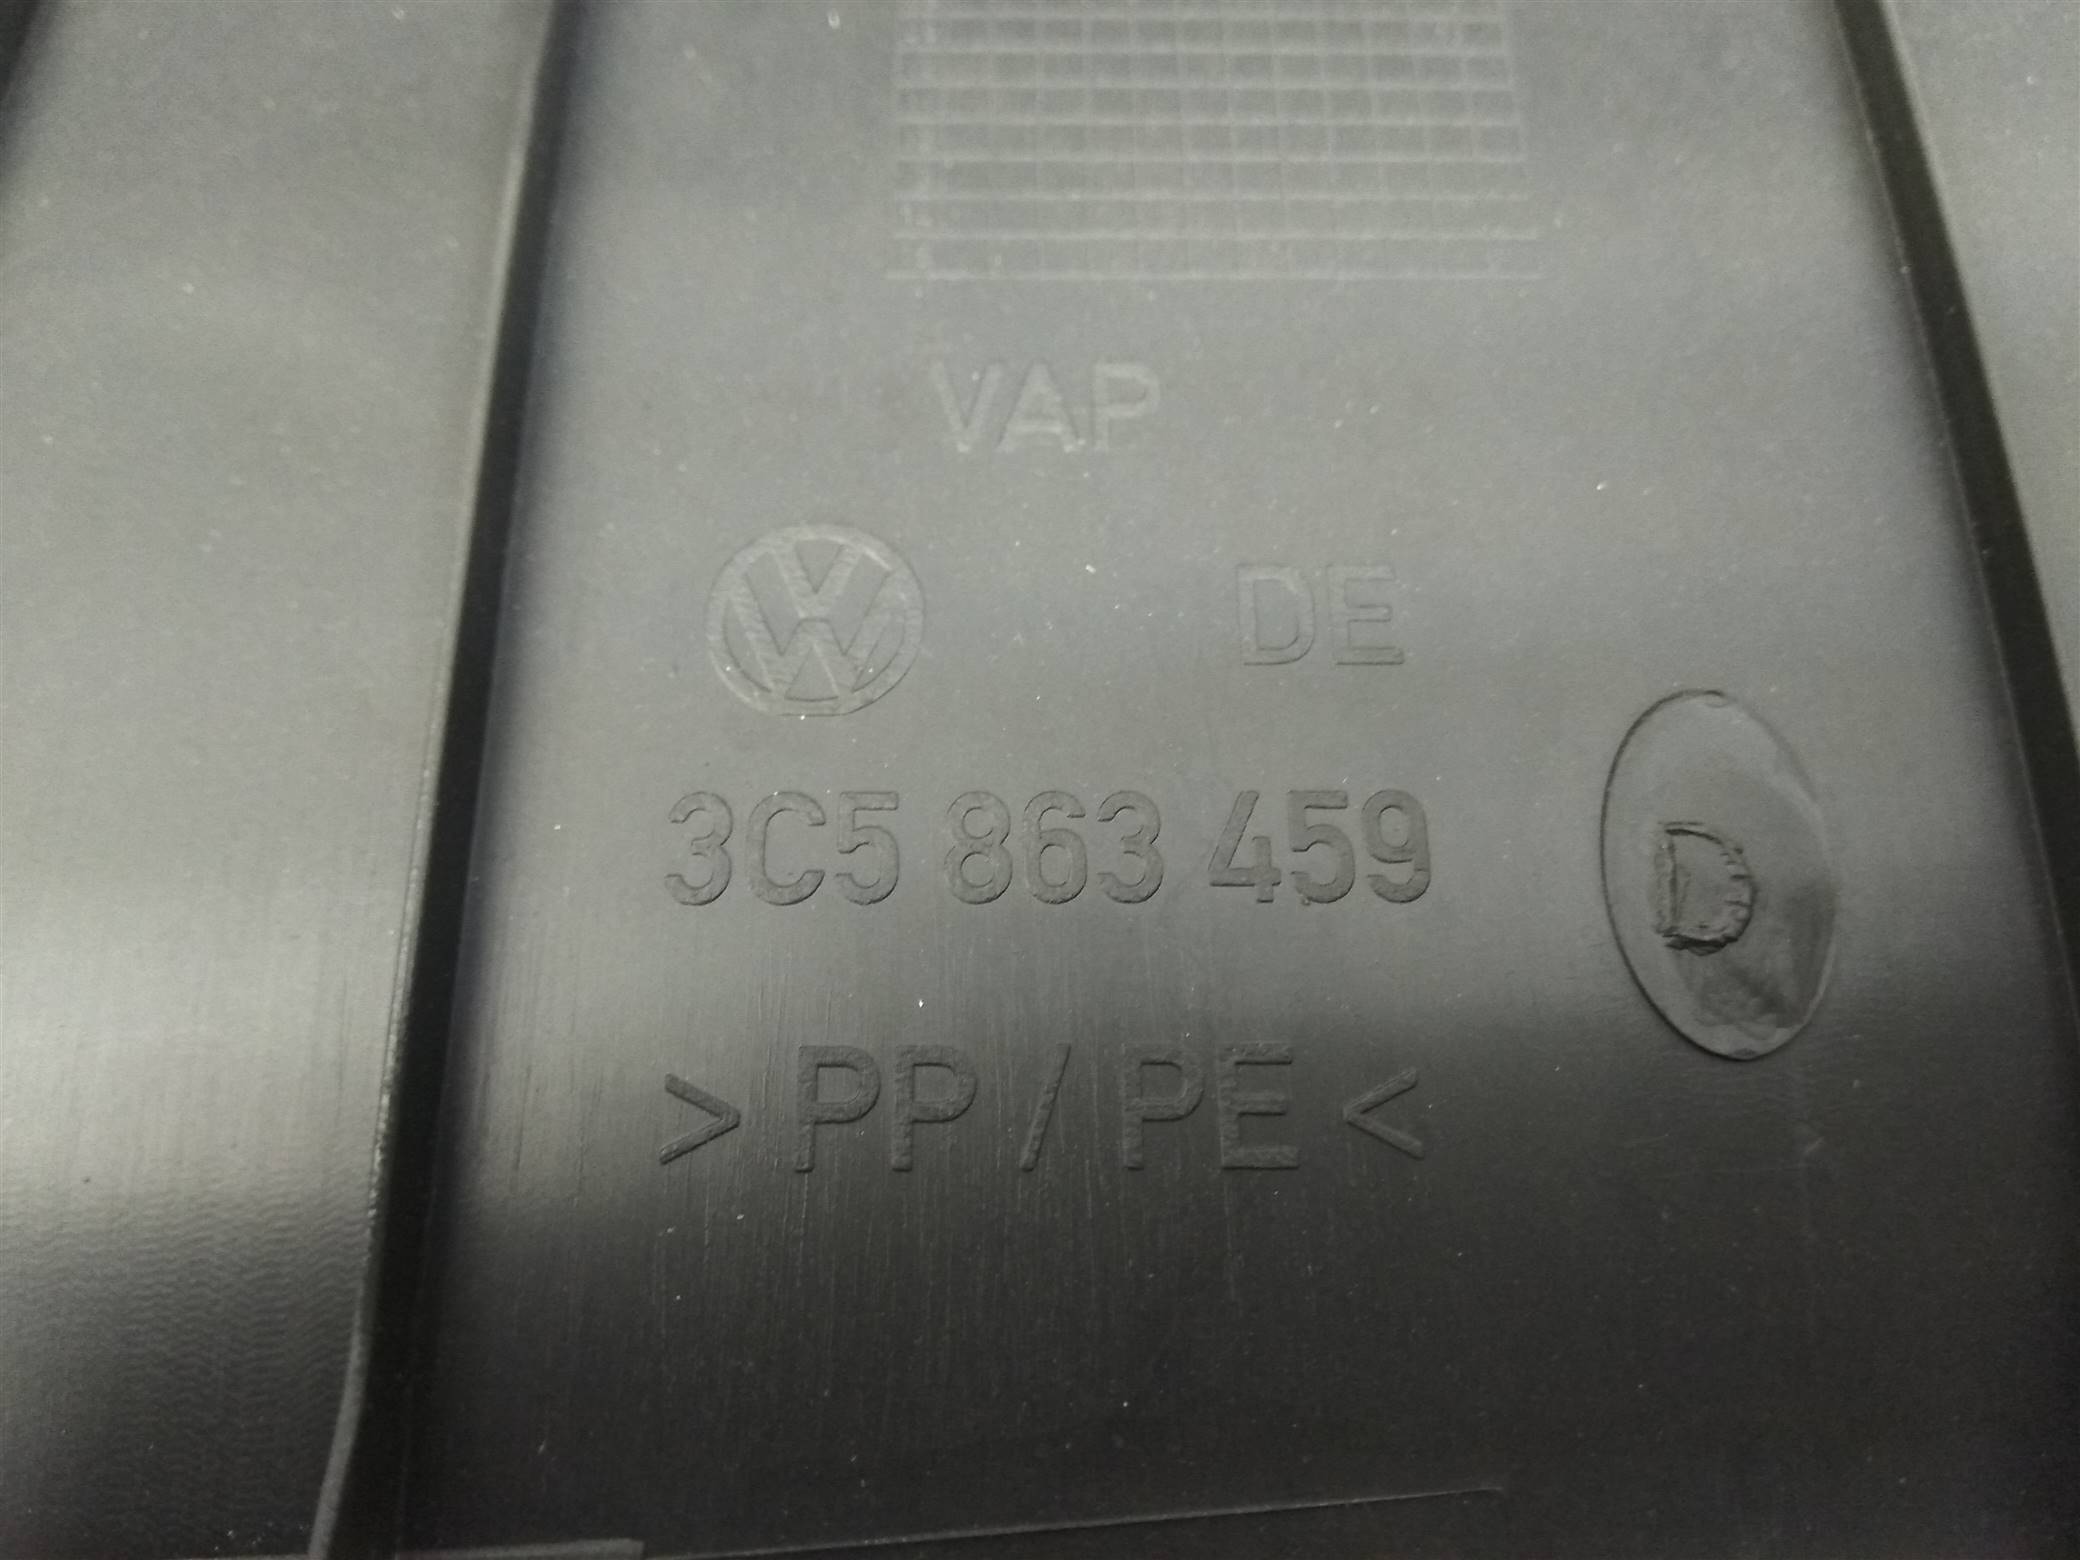 VAP
DE
3C5 863 459
D
> PP / PE <